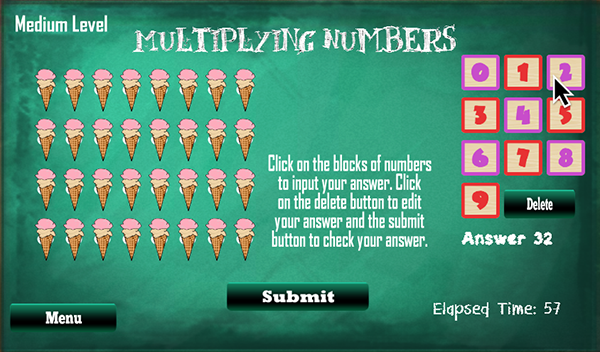 Medium Level
MULTIPLYING NUMBERS
0 1 2
3 4 5
6 7 8
9 Delete
Click on the blocks of numbers
to input your answer. Click
on the delete button to edit
your answer and the submit
button to check your answer.
Answer 32
Submit
Elapsed Time: 57
Menu